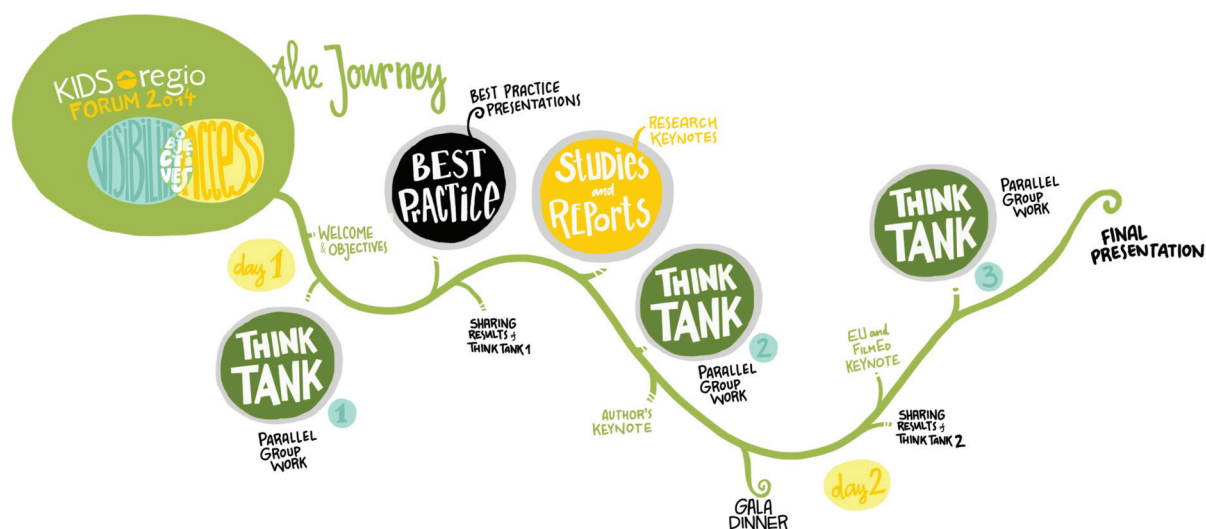 KIDS regio
FORUM 2014
VISIBILITY
OBJECTIVES
ACCESS
the Journey
day 1
WELCOME
& OBJECTIVES
THINK
TANK
1
PARALLEL
GROUP
WORK
BEST PRACTICE
PRESENTATIONS
BEST
PRACTICE
SHARING
RESULTS of
THINK TANK 1
RESEARCH
KEYNOTES
STUDIES
and
REPORTS
THINK
TANK
2
PARALLEL
GROUP
WORK
AUTHOR'S
KEYNOTE
GALA
DINNER
day 2
SHARING
RESULTS of
THINK TANK 2
EU and
FILMED
KEYNOTE
THINK
TANK
3
PARALLEL
GROUP
WORK
FINAL
PRESENTATION